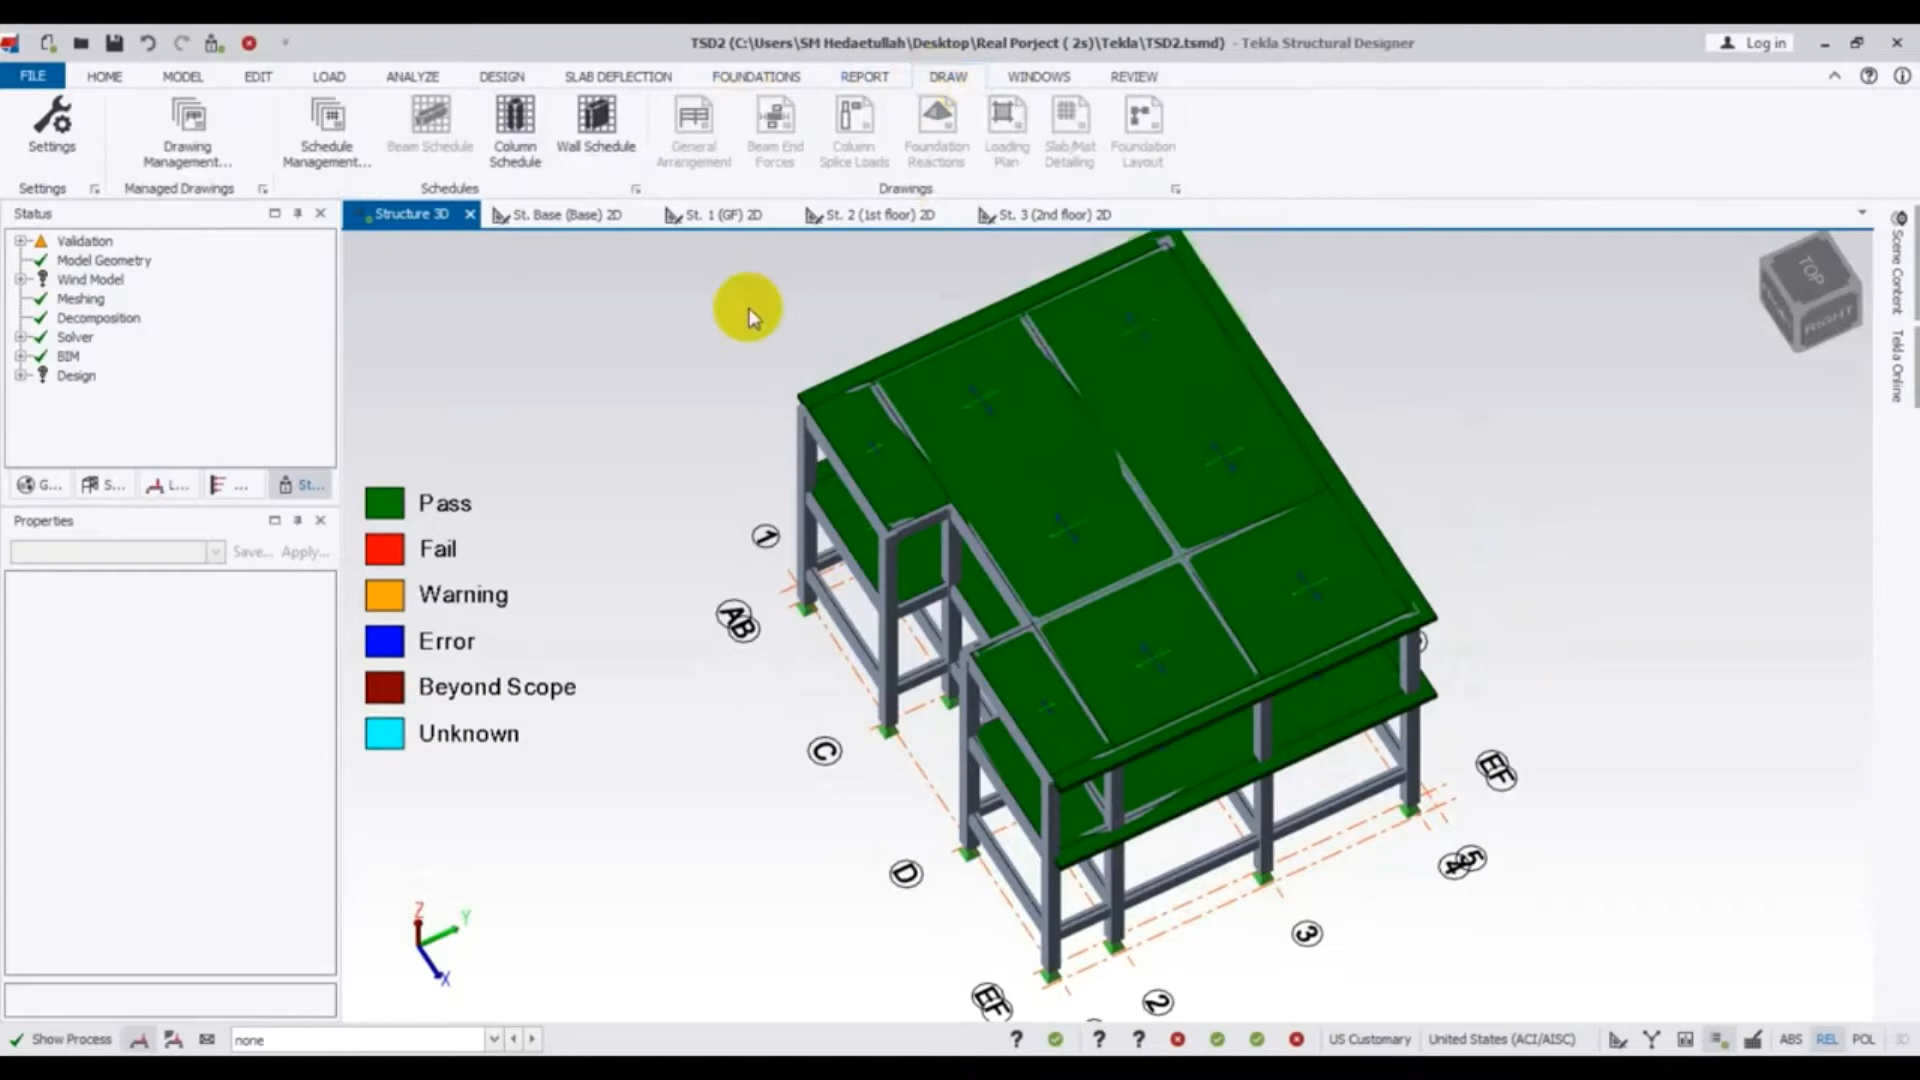 TSD2 (C:\Users\SM Hedaetullah\Desktop\Real Porject ( 2s)\Tekla\TSD2.tsmd) - Tekla Structural Designer
Log in
FILE HOME MODEL EDIT LOAD ANALYZE DESIGN SLAB DEFLECTION FOUNDATIONS REPORT DRAW WINDOWS REVIEW
Settings
Drawing Management...
Schedule Management...
Beam Schedule
Column Schedule
Wall Schedule
General Arrangement
Beam End Forces
Column Splice Loads
Foundation Reactions
Loading Plan
Slab/Mat Detailing
Foundation Layout
Settings Managed Drawings Schedules Drawings
Status
Structure 3D St. Base (Base) 2D St. 1 (GF) 2D St. 2 (1st floor) 2D St. 3 (2nd floor) 2D
Validation
Model Geometry
Wind Model
Meshing
Decomposition
Solver
BIM
Design
G... S... L... ... St...
Properties
Save... Apply...
Pass
Fail
Warning
Error
Beyond Scope
Unknown
TOP
RIGHT
Scene Content
Tekla Online
1
AB
C
D
EF
2
3
4
5
EF
Z
Y
X
Show Process
none
US Customary
United States (ACI/AISC)
ABS REL POL 3D